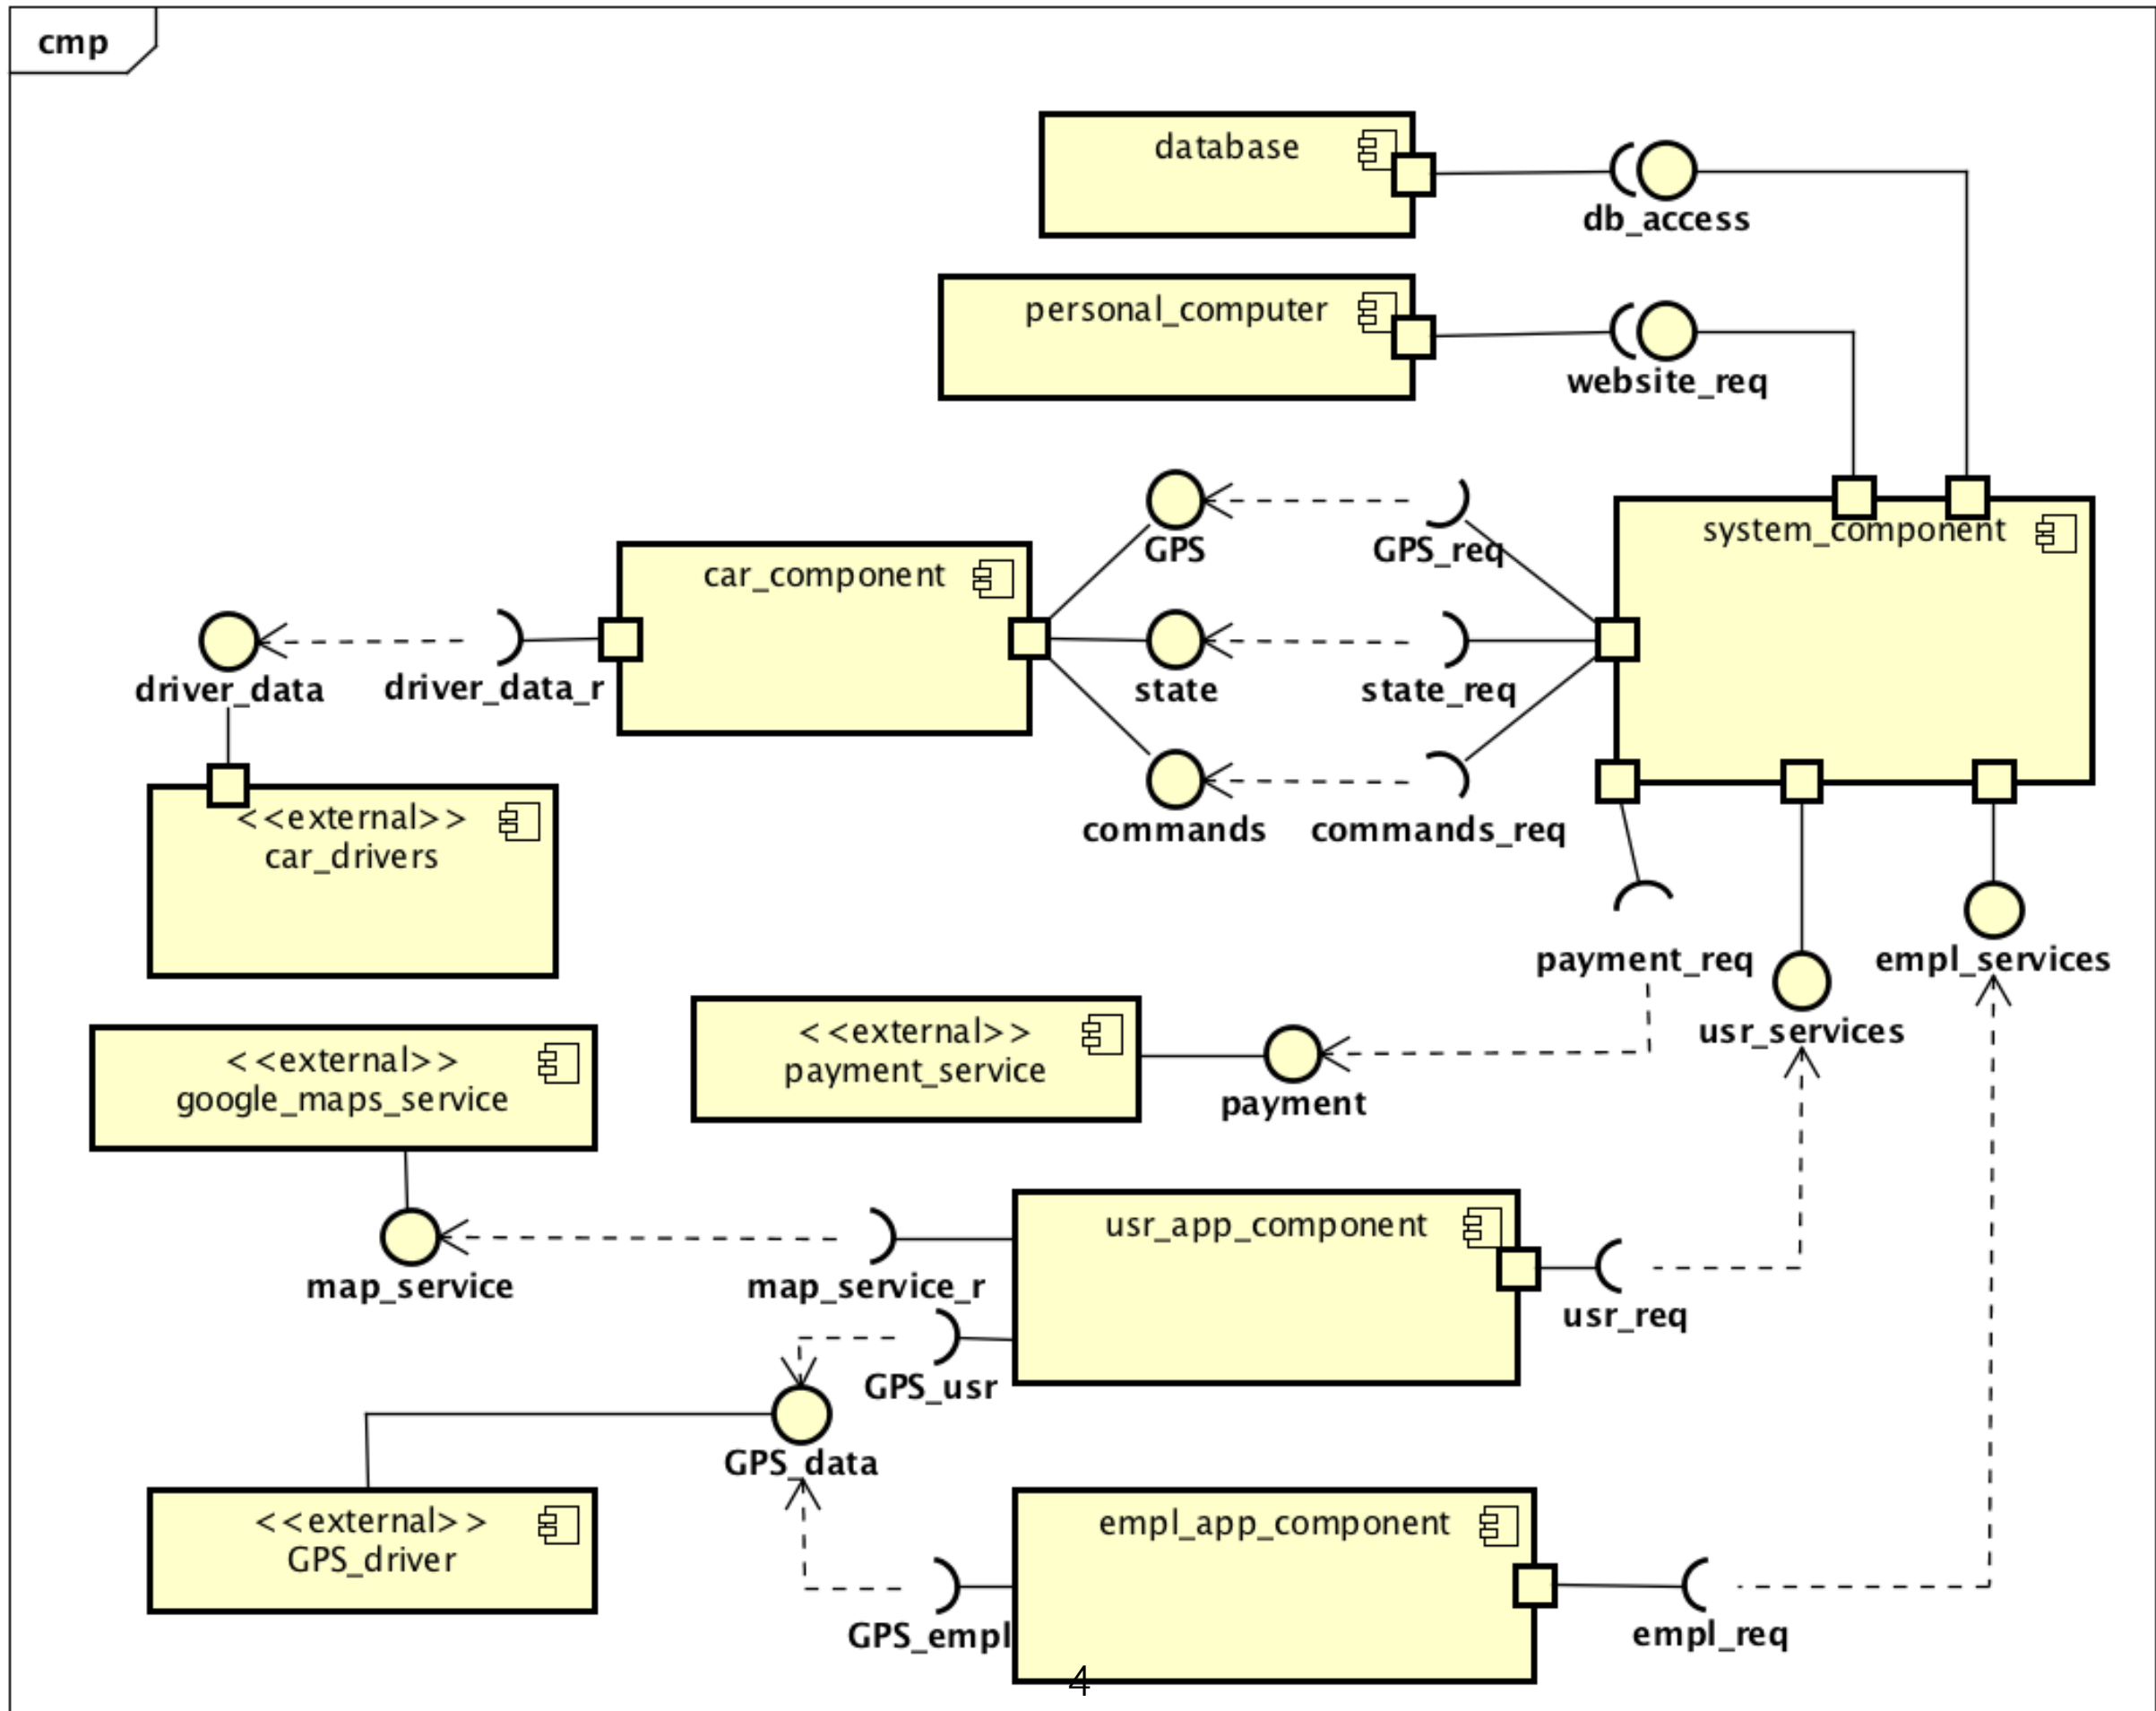 cmp
database
db_access
personal_computer
website_req
GPS
GPS_req
system_component
car_component
driver_data
driver_data_r
state
state_req
commands
commands_req
<<external>>
car_drivers
payment_req
empl_services
usr_services
<<external>>
google_maps_service
<<external>>
payment_service
payment
usr_app_component
map_service
map_service_r
usr_req
GPS_usr
GPS_data
<<external>>
GPS_driver
empl_app_component
GPS_empl
empl_req
4